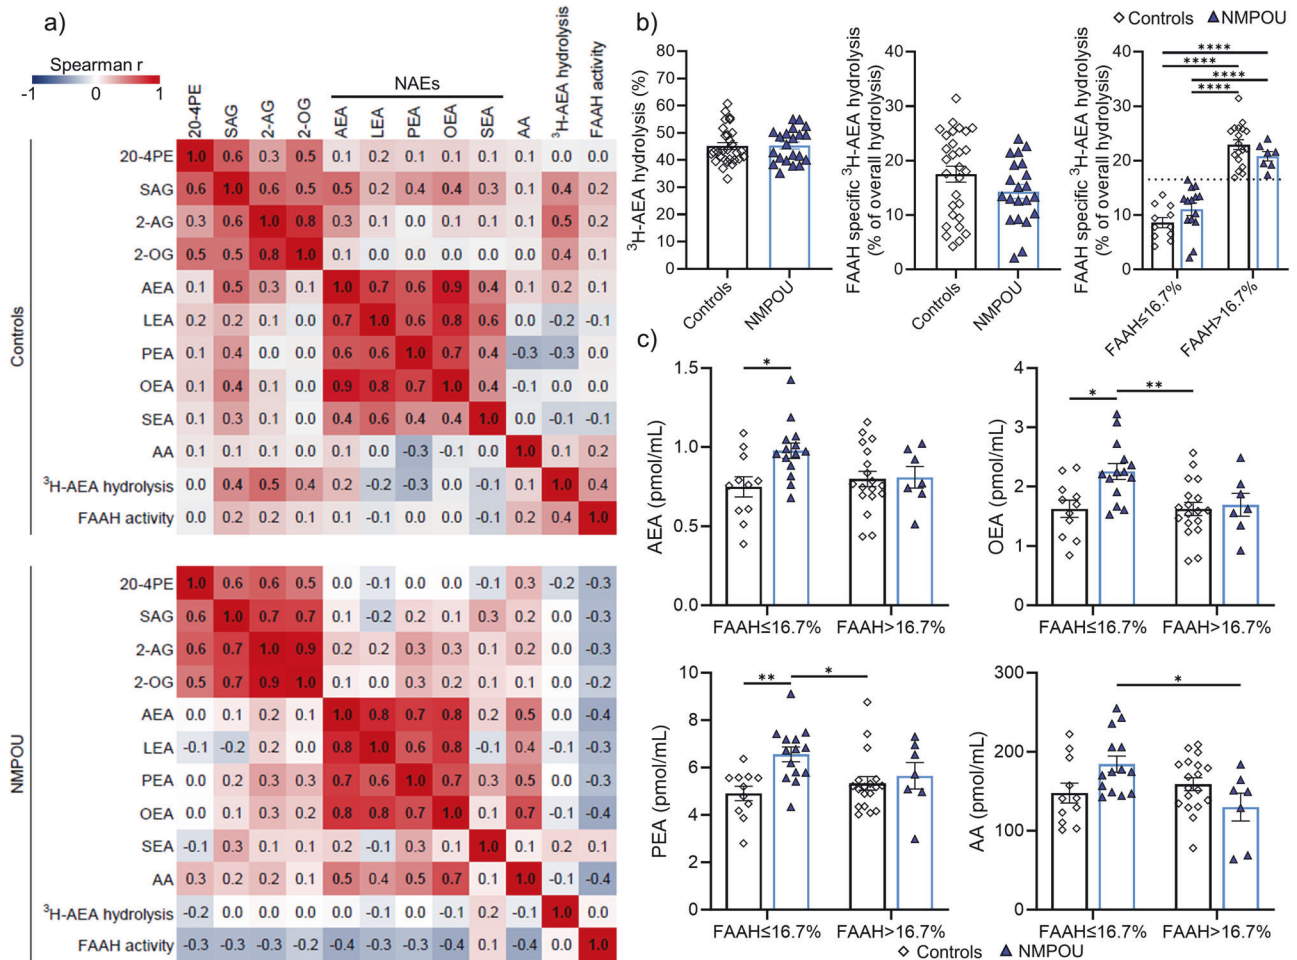 a)
Spearman r
-1 0 1
NAEs
20-4PE SAG 2-AG 2-OG AEA LEA PEA OEA SEA AA ³H-AEA hydrolysis FAAH activity
Controls
20-4PE 1.0 0.6 0.3 0.5 0.1 0.2 0.1 0.1 0.1 0.1 0.0 0.0
SAG 0.6 1.0 0.6 0.5 0.5 0.2 0.4 0.4 0.3 0.1 0.4 0.2
2-AG 0.3 0.6 1.0 0.8 0.3 0.1 0.0 0.1 0.1 0.1 0.5 0.2
2-OG 0.5 0.5 0.8 1.0 0.1 0.0 0.0 0.0 0.0 0.0 0.4 0.1
AEA 0.1 0.5 0.3 0.1 1.0 0.7 0.6 0.9 0.4 0.1 0.2 0.1
LEA 0.2 0.2 0.1 0.0 0.7 1.0 0.6 0.8 0.6 0.0 -0.2 -0.1
PEA 0.1 0.4 0.0 0.0 0.6 0.6 1.0 0.7 0.4 -0.3 -0.3 0.0
OEA 0.1 0.4 0.1 0.0 0.9 0.8 0.7 1.0 0.4 -0.1 0.0 0.0
SEA 0.1 0.3 0.1 0.0 0.4 0.6 0.4 0.4 1.0 0.0 -0.1 -0.1
AA 0.1 0.1 0.1 0.0 0.1 0.0 -0.3 -0.1 0.0 1.0 0.1 0.2
³H-AEA hydrolysis 0.0 0.4 0.5 0.4 0.2 -0.2 -0.3 0.0 -0.1 0.1 1.0 0.4
FAAH activity 0.0 0.2 0.2 0.1 0.1 -0.1 0.0 0.0 -0.1 0.2 0.4 1.0
NMPOU
20-4PE 1.0 0.6 0.6 0.5 0.0 -0.1 0.0 0.0 -0.1 0.3 -0.2 -0.3
SAG 0.6 1.0 0.7 0.7 0.1 -0.2 0.2 0.1 0.3 0.2 0.0 -0.3
2-AG 0.6 0.7 1.0 0.9 0.2 0.2 0.3 0.3 0.1 0.2 0.0 -0.3
2-OG 0.5 0.7 0.9 1.0 0.1 0.0 0.3 0.2 0.1 0.1 0.0 -0.2
AEA 0.0 0.1 0.2 0.1 1.0 0.8 0.7 0.8 0.2 0.5 0.0 -0.4
LEA -0.1 -0.2 0.2 0.0 0.8 1.0 0.6 0.8 -0.1 0.4 -0.1 -0.3
PEA 0.0 0.2 0.3 0.3 0.7 0.6 1.0 0.7 0.3 0.5 0.0 -0.3
OEA 0.0 0.1 0.3 0.2 0.8 0.8 0.7 1.0 0.1 0.7 -0.1 -0.4
SEA -0.1 0.3 0.1 0.1 0.2 -0.1 0.3 0.1 1.0 0.1 0.2 0.1
AA 0.3 0.2 0.2 0.1 0.5 0.4 0.5 0.7 0.1 1.0 -0.1 -0.4
³H-AEA hydrolysis -0.2 0.0 0.0 0.0 0.0 -0.1 0.0 -0.1 0.2 -0.1 1.0 0.0
FAAH activity -0.3 -0.3 -0.3 -0.2 -0.4 -0.3 -0.3 -0.4 0.1 -0.4 0.0 1.0
b)
Controls NMPOU
³H-AEA hydrolysis (%)
80
70
60
50
40
30
20
10
0
Controls NMPOU
FAAH specific ³H-AEA hydrolysis
(% of overall hydrolysis)
40
30
20
10
0
Controls NMPOU
FAAH specific ³H-AEA hydrolysis
(% of overall hydrolysis)
40
30
20
10
0
****
****
****
****
FAAH≤16.7% FAAH>16.7%
c)
AEA (pmol/mL)
1.5
1.0
0.5
0.0
*
FAAH≤16.7% FAAH>16.7%
OEA (pmol/mL)
4
3
2
1
0
* **
FAAH≤16.7% FAAH>16.7%
PEA (pmol/mL)
10
8
6
4
2
0
** *
FAAH≤16.7% FAAH>16.7%
AA (pmol/mL)
300
200
100
0
*
FAAH≤16.7% FAAH>16.7%
Controls NMPOU